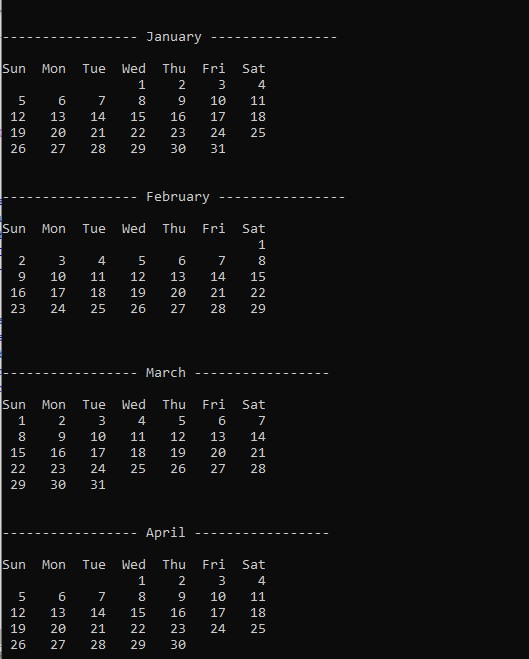 ----------------- January ----------------
Sun  Mon  Tue  Wed  Thu  Fri  Sat
                 1    2    3    4
  5    6    7    8    9   10   11
 12   13   14   15   16   17   18
 19   20   21   22   23   24   25
 26   27   28   29   30   31
----------------- February ----------------
Sun  Mon  Tue  Wed  Thu  Fri  Sat
                                1
  2    3    4    5    6    7    8
  9   10   11   12   13   14   15
 16   17   18   19   20   21   22
 23   24   25   26   27   28   29
----------------- March -----------------
Sun  Mon  Tue  Wed  Thu  Fri  Sat
  1    2    3    4    5    6    7
  8    9   10   11   12   13   14
 15   16   17   18   19   20   21
 22   23   24   25   26   27   28
 29   30   31
----------------- April -----------------
Sun  Mon  Tue  Wed  Thu  Fri  Sat
                 1    2    3    4
  5    6    7    8    9   10   11
 12   13   14   15   16   17   18
 19   20   21   22   23   24   25
 26   27   28   29   30